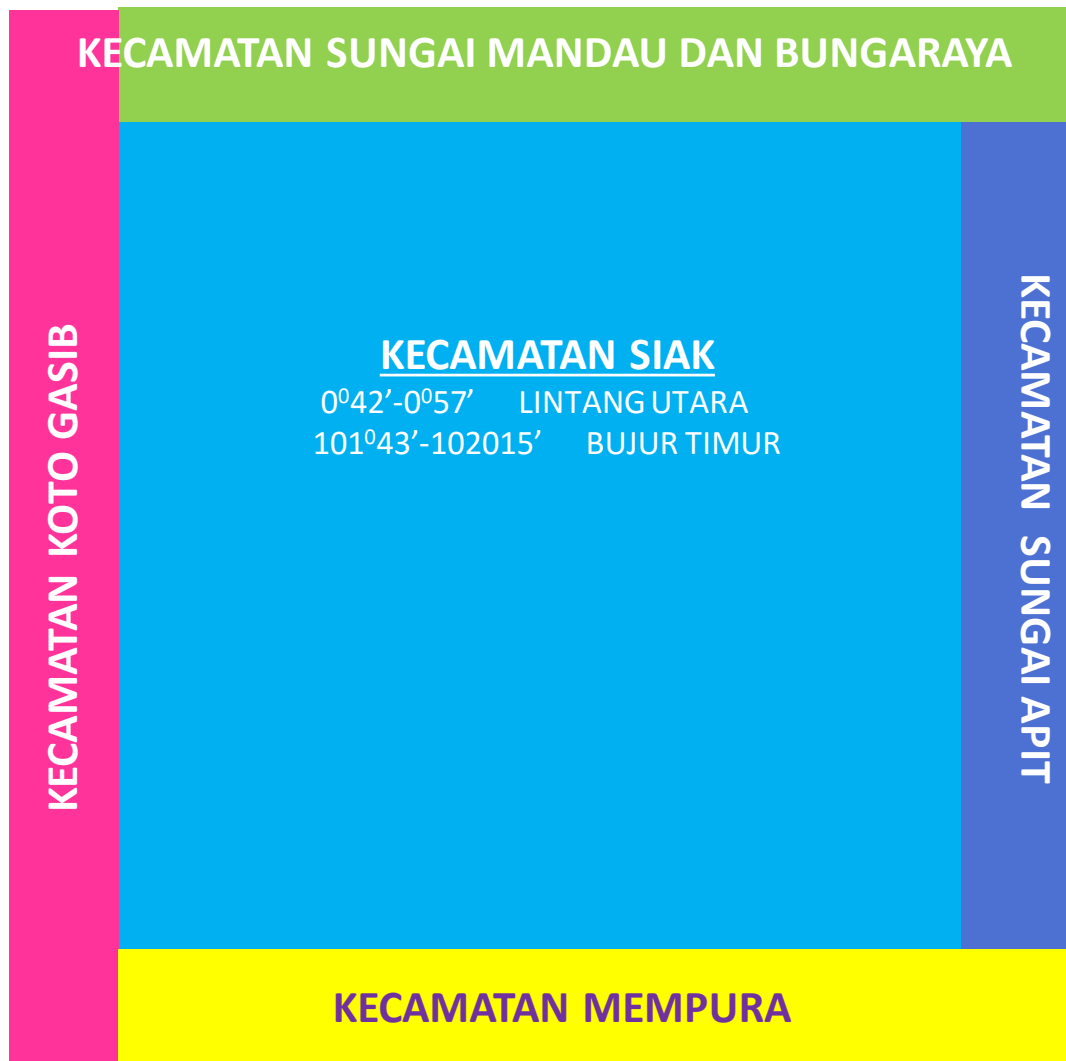 KECAMATAN SUNGAI MANDAU DAN BUNGARAYA
KECAMATAN KOTO GASIB
KECAMATAN SIAK
0⁰42’-0⁰57’ LINTANG UTARA
101⁰43’-102015’ BUJUR TIMUR
KECAMATAN SUNGAI APIT
KECAMATAN MEMPURA